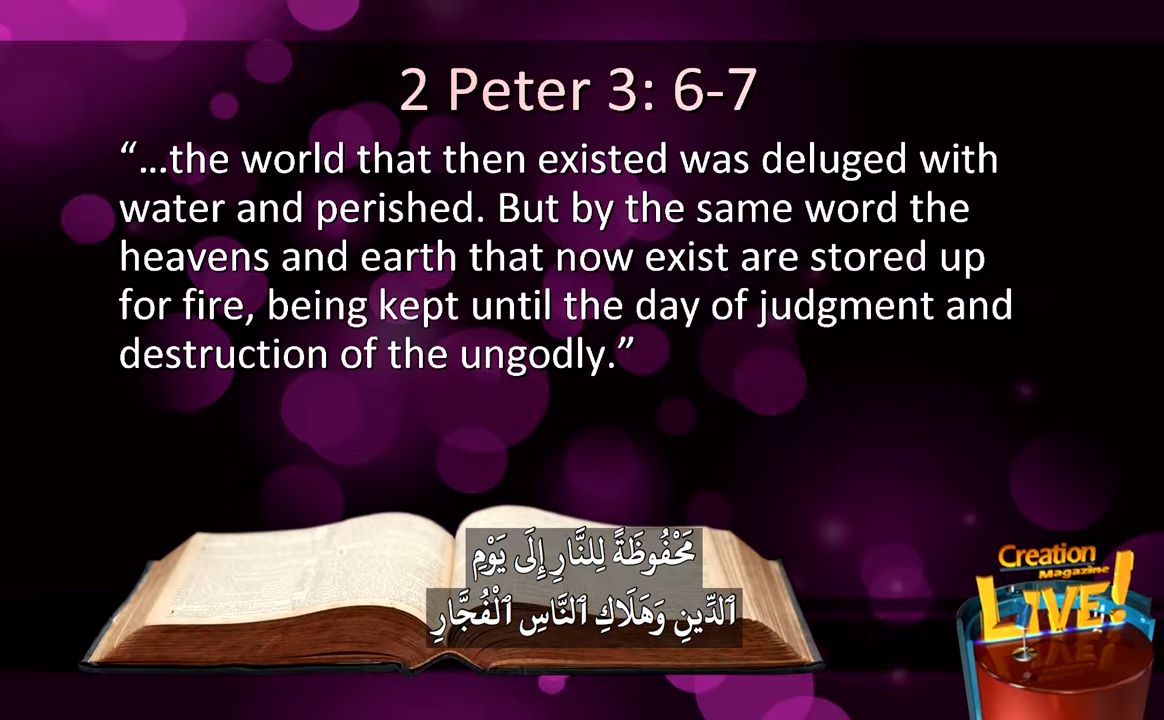 2 Peter 3: 6-7
“…the world that then existed was deluged with
water and perished. But by the same word the
heavens and earth that now exist are stored up
for fire, being kept until the day of judgment and
destruction of the ungodly.”
مَحْفُوظَةً لِلنَّارِ إِلَى يَوْمِ
ٱلدِّينِ وَهَلَاكِ ٱلنَّاسِ ٱلْفُجَّارِ
Creation
Magazine
LIVE!